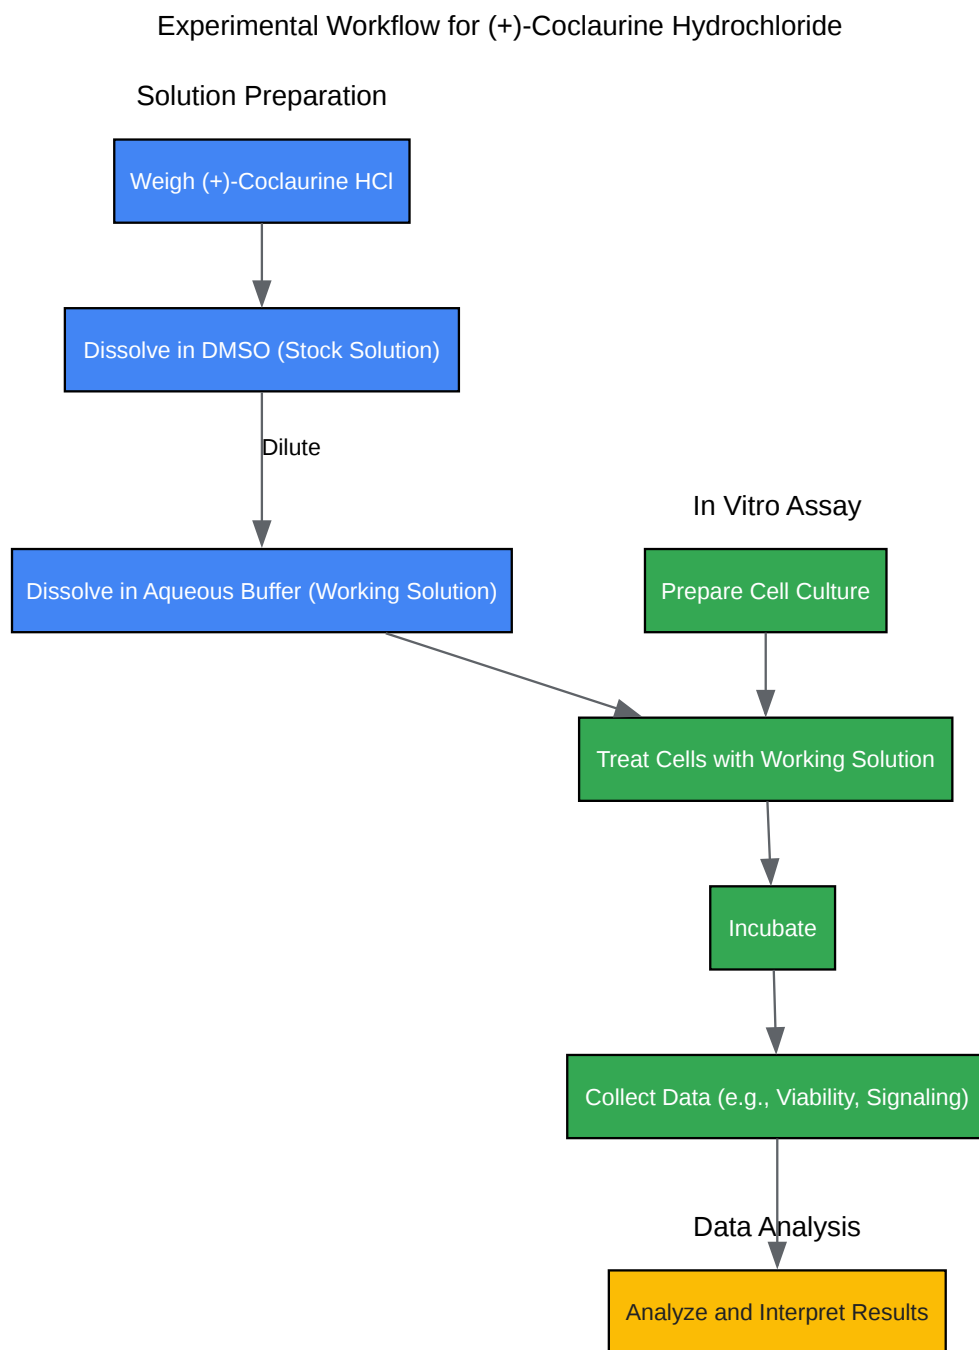 Experimental Workflow for (+)-Coclaurine Hydrochloride
Solution Preparation
Weigh (+)-Coclaurine HCl
Dissolve in DMSO (Stock Solution)
Dilute
Dissolve in Aqueous Buffer (Working Solution)
In Vitro Assay
Prepare Cell Culture
Treat Cells with Working Solution
Incubate
Collect Data (e.g., Viability, Signaling)
Data Analysis
Analyze and Interpret Results